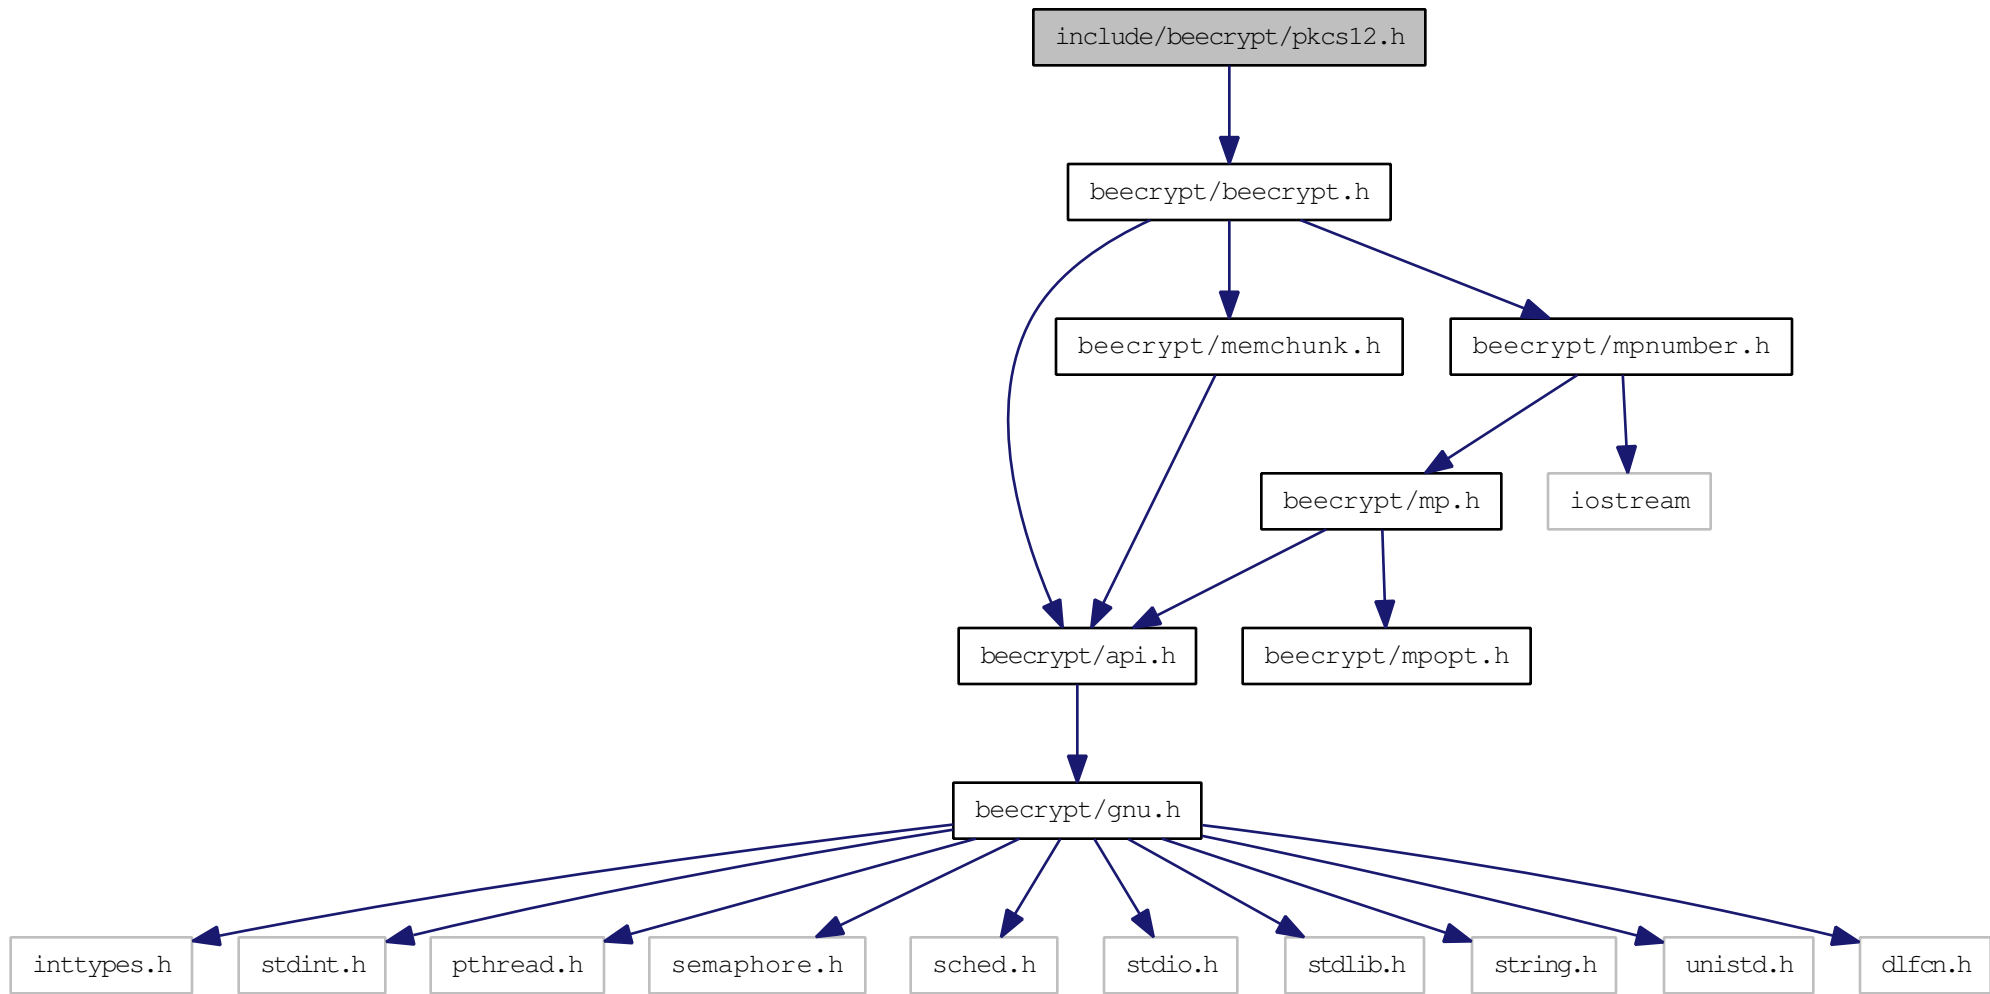 include/beecrypt/pkcs12.h
beecrypt/beecrypt.h
beecrypt/memchunk.h
beecrypt/mpnumber.h
beecrypt/mp.h
iostream
beecrypt/api.h
beecrypt/mpopt.h
beecrypt/gnu.h
inttypes.h
stdint.h
pthread.h
semaphore.h
sched.h
stdio.h
stdlib.h
string.h
unistd.h
dlfcn.h